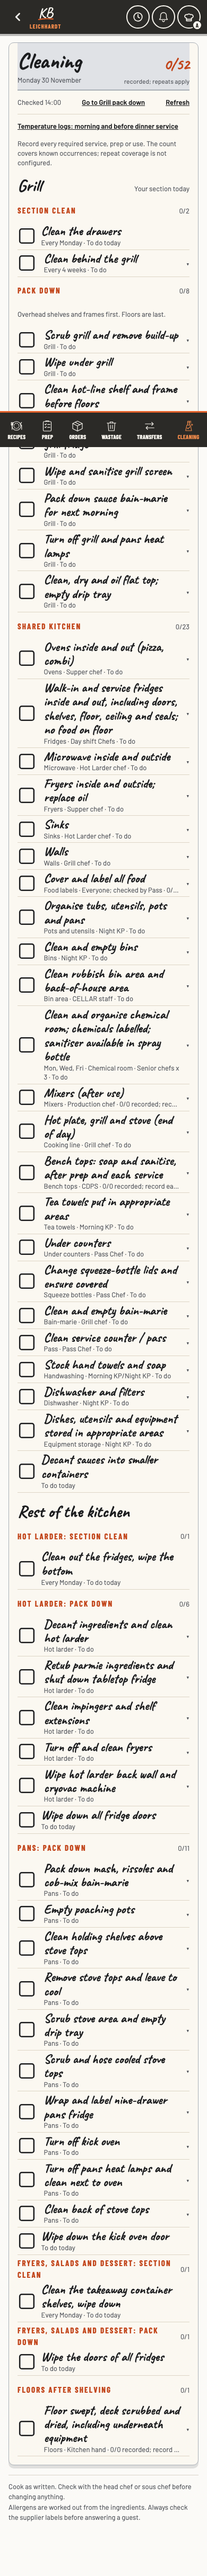 KB
LEICHHARDT
Cleaning
0/52
Monday 30 November
recorded; repeats apply
Checked 14:00
Go to Grill pack down
Refresh
Temperature logs: morning and before dinner service
Record every required service, prep or use. The count
covers known occurrences; repeat coverage is not
configured.
Grill
Your section today
SECTION CLEAN
0/2
Clean the drawers
Every Monday · To do today
Clean behind the grill
Every 4 weeks · To do
PACK DOWN
0/8
Overhead shelves and frames first. Floors are last.
Scrub grill and remove build-up
Grill · To do
Wipe under grill
Grill · To do
Clean hot-line shelf and frame
before floors
RECIPES
PREP
ORDERS
WASTAGE
TRANSFERS
CLEANING
Grill · To do
Wipe and sanitise grill screen
Grill · To do
Pack down sauce bain-marie
for next morning
Grill · To do
Turn off grill and pans heat
lamps
Grill · To do
Clean, dry and oil flat top;
empty drip tray
Grill · To do
SHARED KITCHEN
0/23
Ovens inside and out (pizza,
combi)
Ovens · Supper chef · To do
Walk-in and service fridges
inside and out, including doors,
shelves, floor, ceiling and seals;
no food on floor
Fridges · Day shift Chefs · To do
Microwave inside and outside
Microwave · Hot Larder chef · To do
Fryers inside and outside;
replace oil
Fryers · Supper chef · To do
Sinks
Sinks · Hot Larder chef · To do
Walls
Walls · Grill chef · To do
Cover and label all food
Food labels · Everyone; checked by Pass · 0/...
Organise tubs, utensils, pots
and pans
Pots and utensils · Night KP · To do
Clean and empty bins
Bins · Night KP · To do
Clean rubbish bin area and
back-of-house area
Bin area · CELLAR staff · To do
Clean and organise chemical
room; chemicals labelled;
sanitiser available in spray
bottle
Mon, Wed, Fri · Chemical room · Senior chefs x
3 · To do
Mixers (after use)
Mixers · Production chef · 0/0 recorded; rec...
Hot plate, grill and stove (end
of day)
Cooking line · Grill chef · To do
Bench tops: soap and sanitise,
after prep and each service
Bench tops · CDPS · 0/0 recorded; record ea...
Tea towels put in appropriate
areas
Tea towels · Morning KP · To do
Under counters
Under counters · Pass Chef · To do
Change squeeze-bottle lids and
ensure covered
Squeeze bottles · Pass Chef · To do
Clean and empty bain-marie
Bain-marie · Grill chef · To do
Clean service counter / pass
Pass · Pass Chef · To do
Stock hand towels and soap
Handwashing · Morning KP/Night KP · To do
Dishwasher and filters
Dishwasher · Night KP · To do
Dishes, utensils and equipment
stored in appropriate areas
Equipment storage · Night KP · To do
Decant sauces into smaller
containers
To do today
Rest of the kitchen
HOT LARDER: SECTION CLEAN
0/1
Clean out the fridges, wipe the
bottom
Every Monday · To do today
HOT LARDER: PACK DOWN
0/6
Decant ingredients and clean
hot larder
Hot larder · To do
Retub parmie ingredients and
shut down tabletop fridge
Hot larder · To do
Clean impingers and shelf
extensions
Hot larder · To do
Turn off and clean fryers
Hot larder · To do
Wipe hot larder back wall and
cryovac machine
Hot larder · To do
Wipe down all fridge doors
To do today
PANS: PACK DOWN
0/11
Pack down mash, rissoles and
cob-mix bain-marie
Pans · To do
Empty poaching pots
Pans · To do
Clean holding shelves above
stove tops
Pans · To do
Remove stove tops and leave to
cool
Pans · To do
Scrub stove area and empty
drip tray
Pans · To do
Scrub and hose cooled stove
tops
Pans · To do
Wrap and label nine-drawer
pans fridge
Pans · To do
Turn off kick oven
Pans · To do
Turn off pans heat lamps and
clean next to oven
Pans · To do
Clean back of stove tops
Pans · To do
Wipe down the kick oven door
To do today
FRYERS, SALADS AND DESSERT: SECTION
CLEAN
0/1
Clean the takeaway container
shelves, wipe down
Every Monday · To do today
FRYERS, SALADS AND DESSERT: PACK
DOWN
0/1
Wipe the doors of all fridges
To do today
FLOORS AFTER SHELVING
0/1
Floor swept, deck scrubbed and
dried, including underneath
equipment
Floors · Kitchen hand · 0/0 recorded; record ...
Cook as written. Check with the head chef or sous chef before
changing anything.
Allergens are worked out from the ingredients. Always check
the supplier labels before answering a guest.